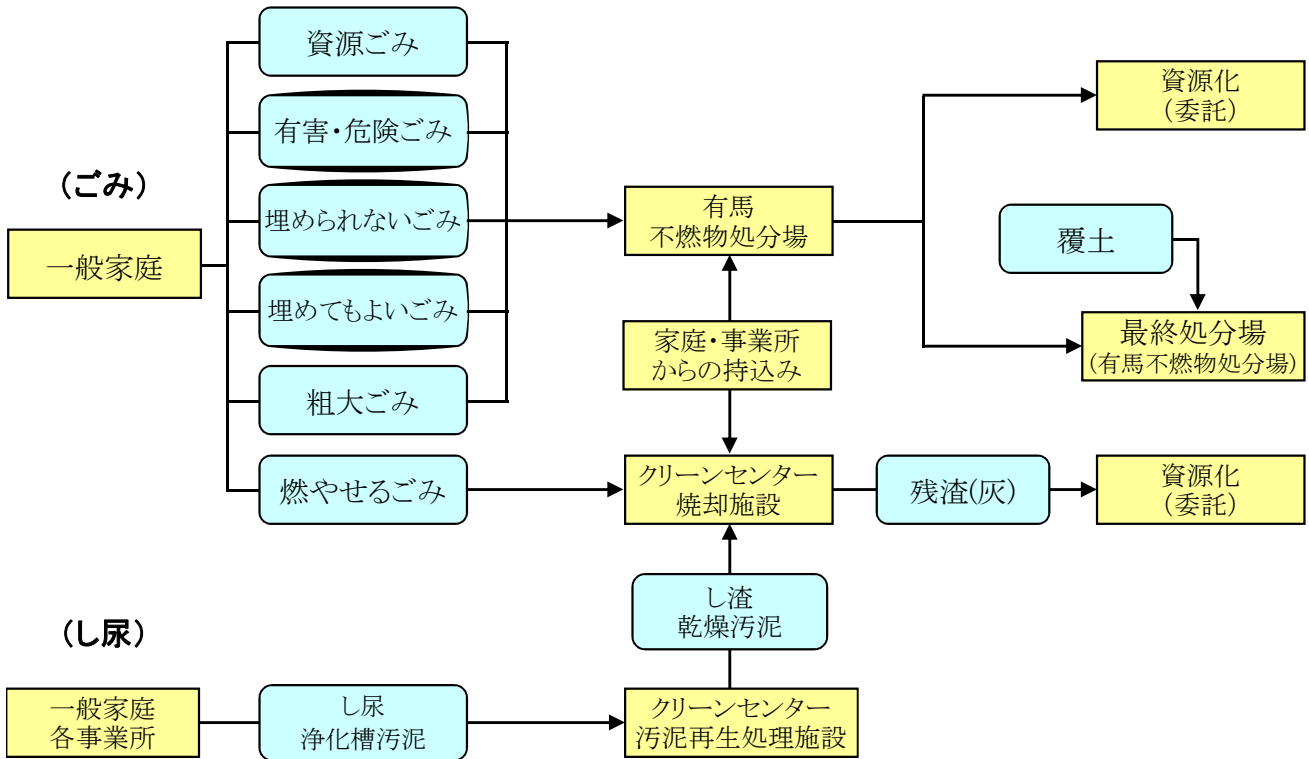 (ごみ)
一般家庭
資源ごみ
有害・危険ごみ
埋められないごみ
埋めてもよいごみ
粗大ごみ
燃やせるごみ
有馬
不燃物処分場
家庭・事業所
からの持込み
クリーンセンター
焼却施設
資源化
(委託)
覆土
最終処分場
(有馬不燃物処分場)
残渣(灰)
資源化
(委託)
し渣
乾燥汚泥
(し尿)
一般家庭
各事業所
し尿
浄化槽汚泥
クリーンセンター
汚泥再生処理施設